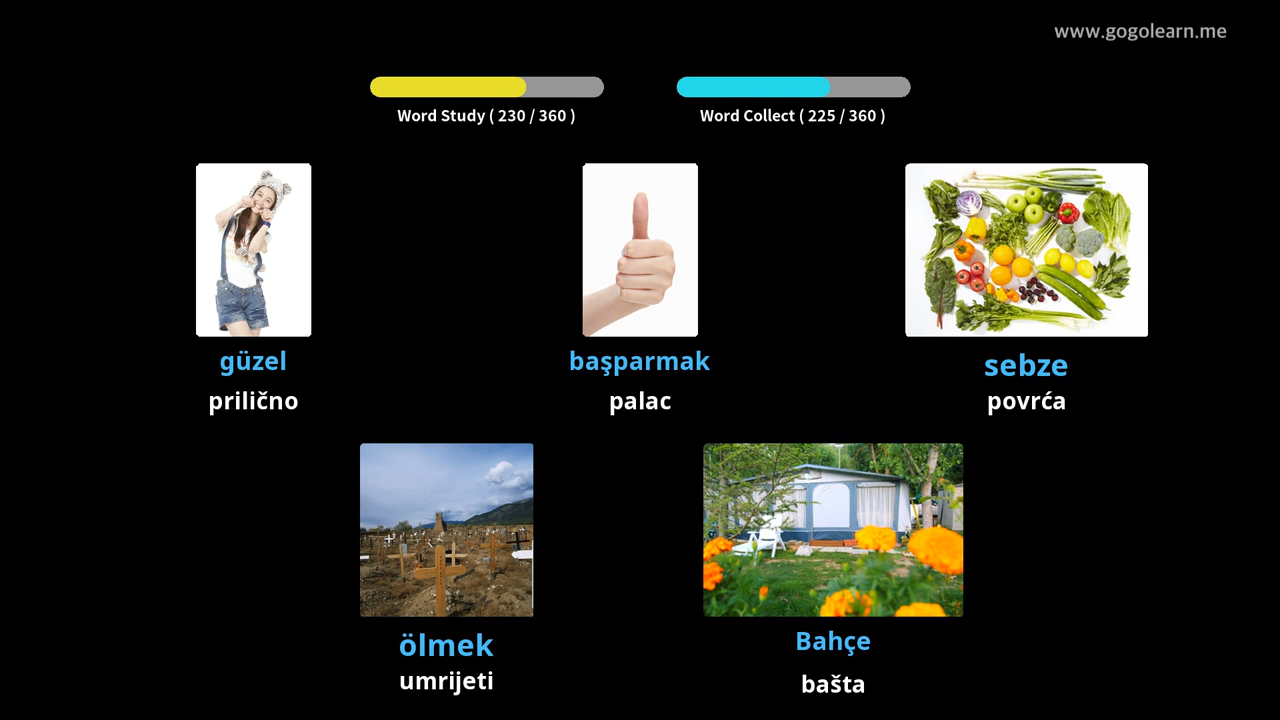 www.gogolearn.me
Word Study ( 230 / 360 )
Word Collect ( 225 / 360 )
güzel
prilično
başparmak
palac
sebze
povrća
ölmek
umrijeti
Bahçe
bašta